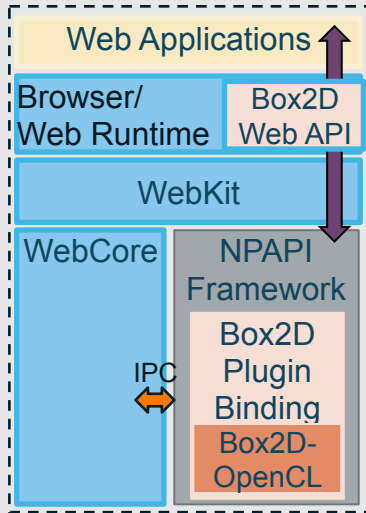 Web Applications
Browser/
Web Runtime
Box2D
Web API
WebKit
WebCore
NPAPI
Framework
Box2D
Plugin
Binding
IPC
Box2D-
OpenCL